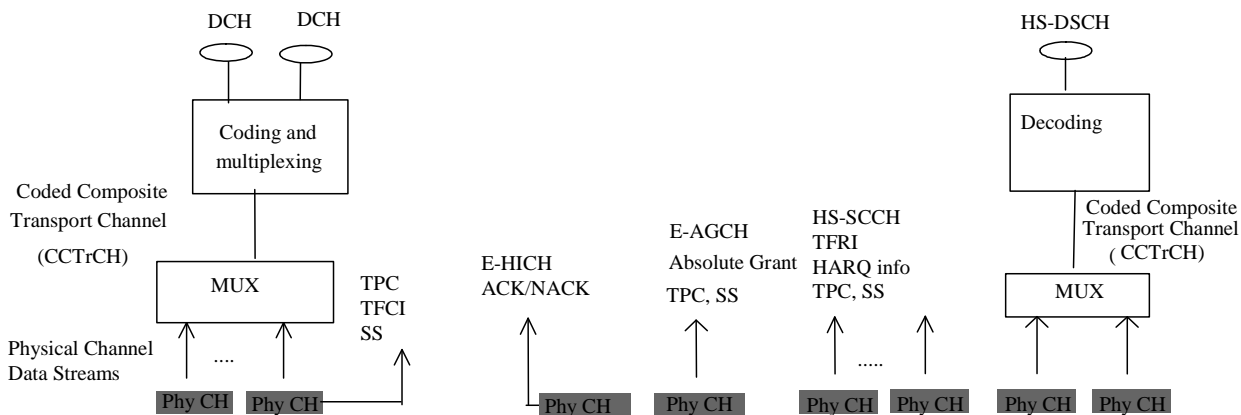 DCH
DCH
Coding and
multiplexing
Coded Composite
Transport Channel
(CCTrCH)
MUX
TPC
TFCI
SS
Physical Channel
Data Streams
....
Phy CH
Phy CH
E-HICH
ACK/NACK
Phy CH
E-AGCH
Absolute Grant
TPC, SS
Phy CH
HS-SCCH
TFRI
HARQ info
TPC, SS
.....
Phy CH
Phy CH
HS-DSCH
Decoding
Coded Composite
Transport Channel
( CCTrCH)
MUX
Phy CH
Phy CH